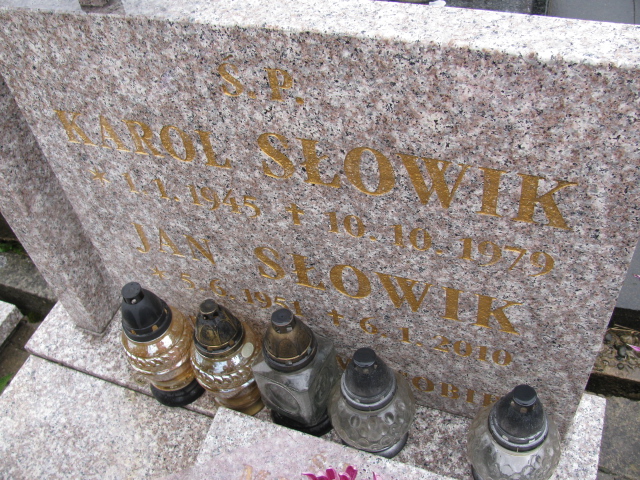 Ś. P.
KAROL SŁOWIK
* 1. 1. 1945 + 10. 10. 1979
JAN SŁOWIK
* 5. 6. 1951 + 6. 1. 2010